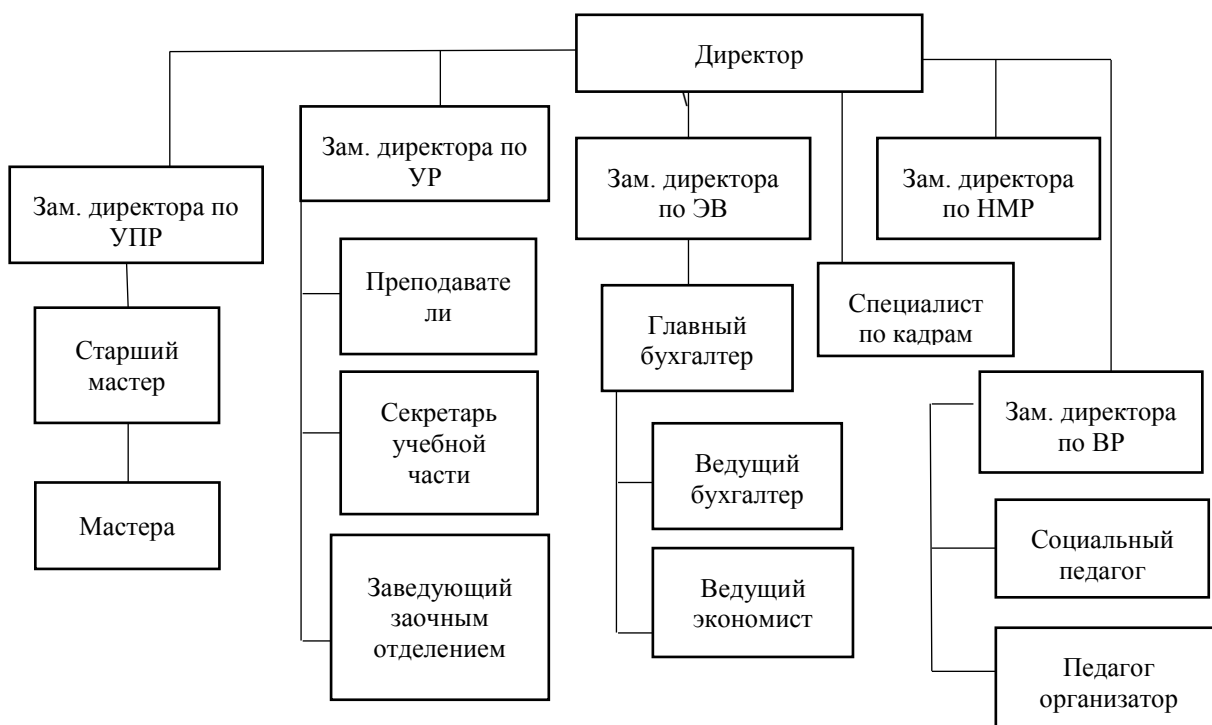 Директор
Зам. директора по
УПР
Старший
мастер
Мастера
Зам. директора по
УР
Преподавате
ли
Секретарь
учебной
части
Заведующий
заочным
отделением
Зам. директора
по ЭВ
Главный
бухгалтер
Ведущий
бухгалтер
Ведущий
экономист
Специалист
по кадрам
Зам. директора
по НМР
Зам. директора
по ВР
Социальный
педагог
Педагог
организатор